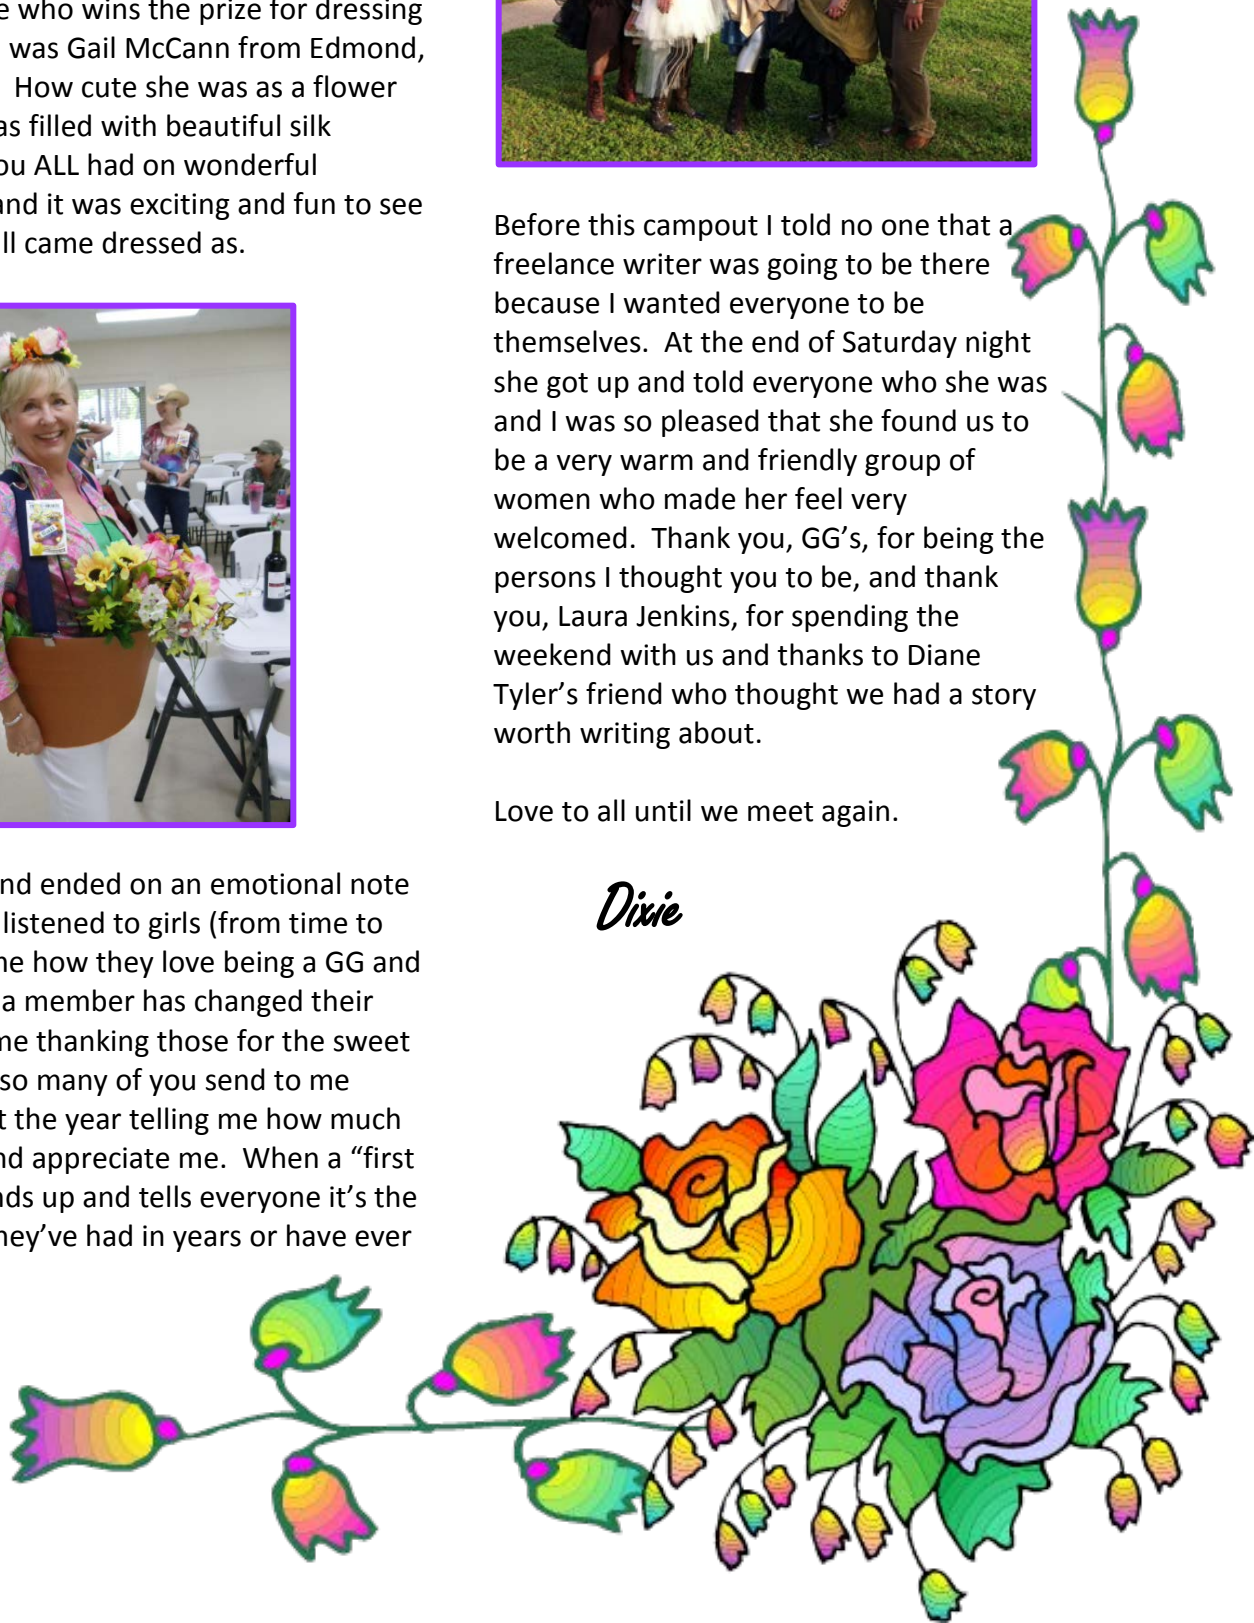 e who wins the prize for dressing
was Gail McCann from Edmond,
How cute she was as a flower
as filled with beautiful silk
ou ALL had on wonderful
and it was exciting and fun to see
ll came dressed as.
nd ended on an emotional note
listened to girls (from time to
me how they love being a GG and
a member has changed their
me thanking those for the sweet
so many of you send to me
t the year telling me how much
nd appreciate me.  When a “first
nds up and tells everyone it’s the
hey’ve had in years or have ever
Before this campout I told no one that a
freelance writer was going to be there
because I wanted everyone to be
themselves.  At the end of Saturday night
she got up and told everyone who she was
and I was so pleased that she found us to
be a very warm and friendly group of
women who made her feel very
welcomed.  Thank you, GG’s, for being the
persons I thought you to be, and thank
you, Laura Jenkins, for spending the
weekend with us and thanks to Diane
Tyler’s friend who thought we had a story
worth writing about.
Love to all until we meet again.
Dixie